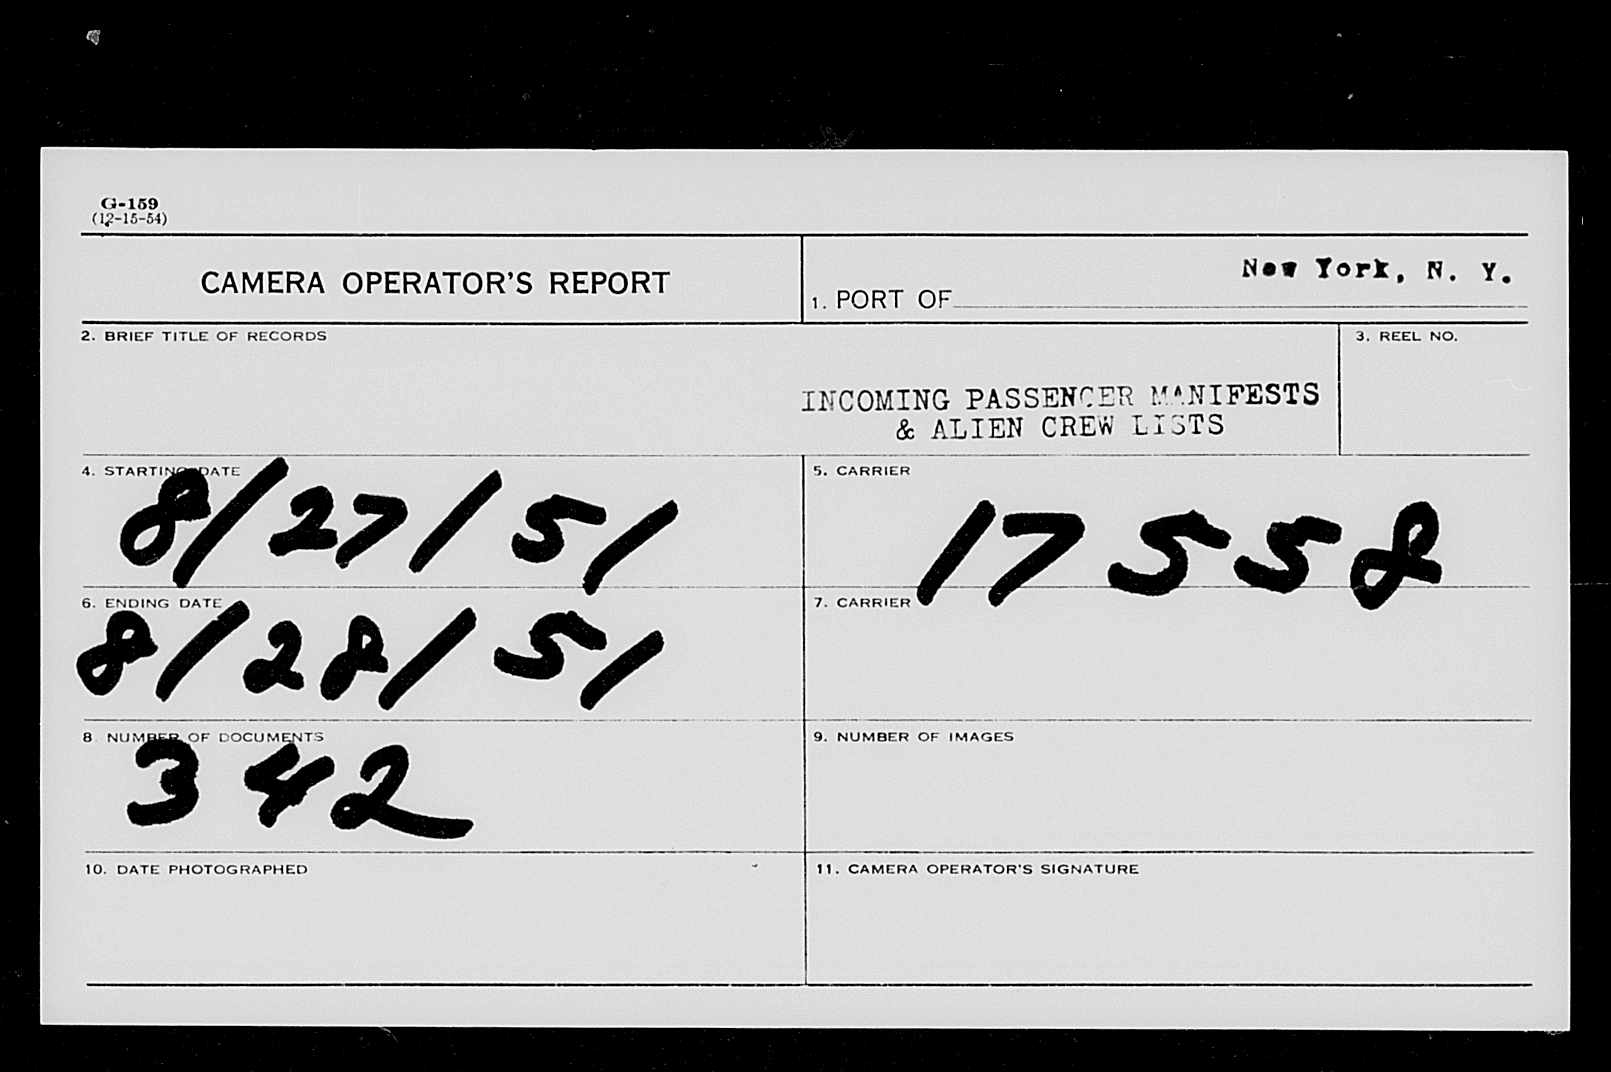 G-159
(12-15-54)
CAMERA OPERATOR'S REPORT
1. PORT OF New York, N. Y.
2. BRIEF TITLE OF RECORDS
3. REEL NO.
INCOMING PASSENGER MANIFESTS
& ALIEN CREW LISTS
4. STARTING DATE
8/27/51
5. CARRIER
17558
6. ENDING DATE
8/28/51
7. CARRIER
8 NUMBER OF DOCUMENTS
342
9. NUMBER OF IMAGES
10. DATE PHOTOGRAPHED
11. CAMERA OPERATOR'S SIGNATURE